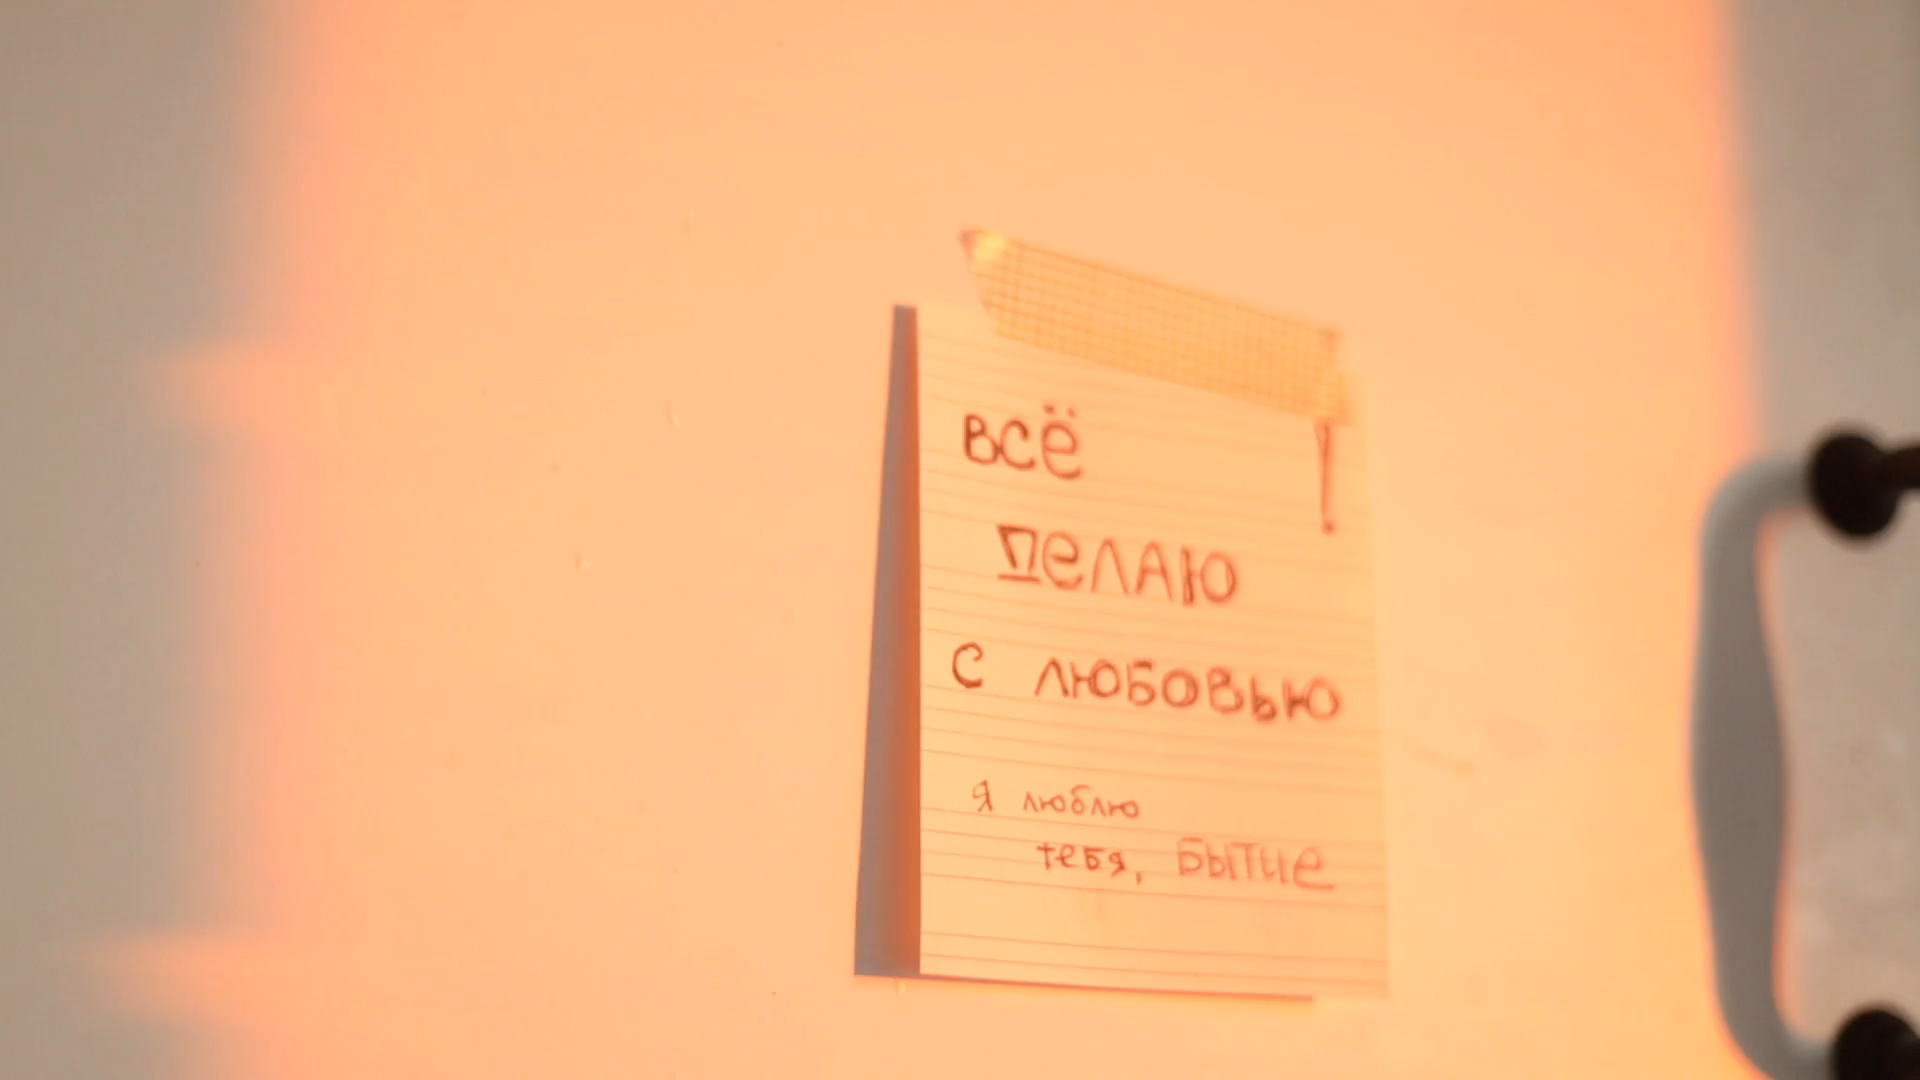 всё !
делаю
с любовью
я люблю
тебя, бытие